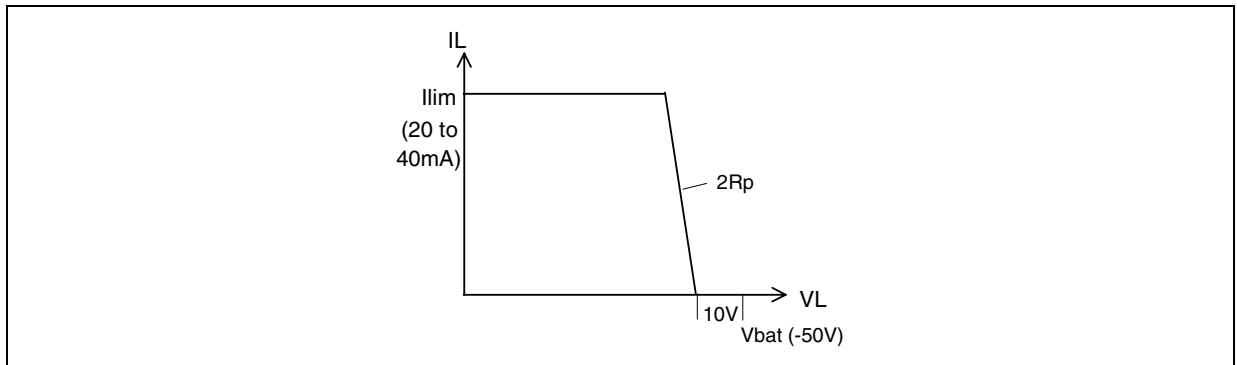 IL
Ilim
(20 to
40mA)
2Rp
VL
10V
Vbat (-50V)